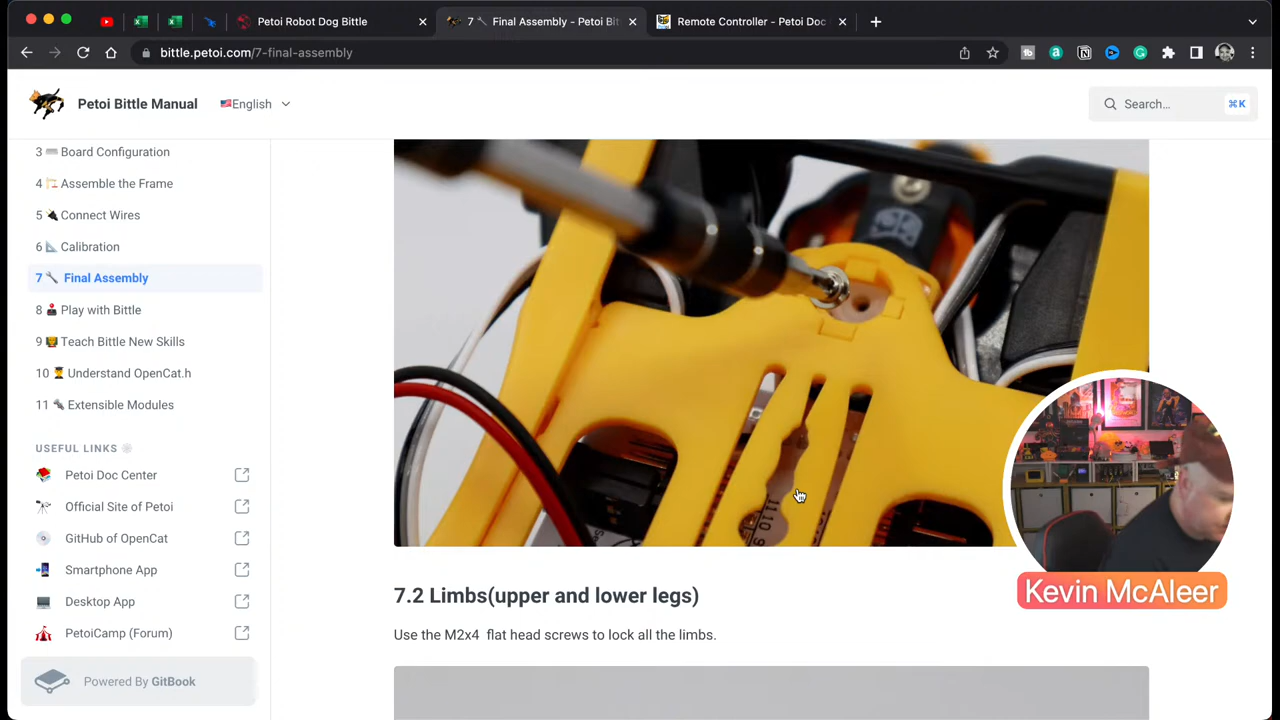 Petoi Robot Dog Bittle
7 Final Assembly - Petoi Bit
Remote Controller - Petoi Doc
bittle.petoi.com/7-final-assembly
Petoi Bittle Manual
English
Search...
⌘K
3 Board Configuration
4 Assemble the Frame
5 Connect Wires
6 Calibration
7 Final Assembly
8 Play with Bittle
9 Teach Bittle New Skills
10 Understand OpenCat.h
11 Extensible Modules
USEFUL LINKS
Petoi Doc Center
Official Site of Petoi
GitHub of OpenCat
Smartphone App
Desktop App
PetoiCamp (Forum)
Powered By GitBook
7.2 Limbs(upper and lower legs)
Use the M2x4 flat head screws to lock all the limbs.
Kevin McAleer